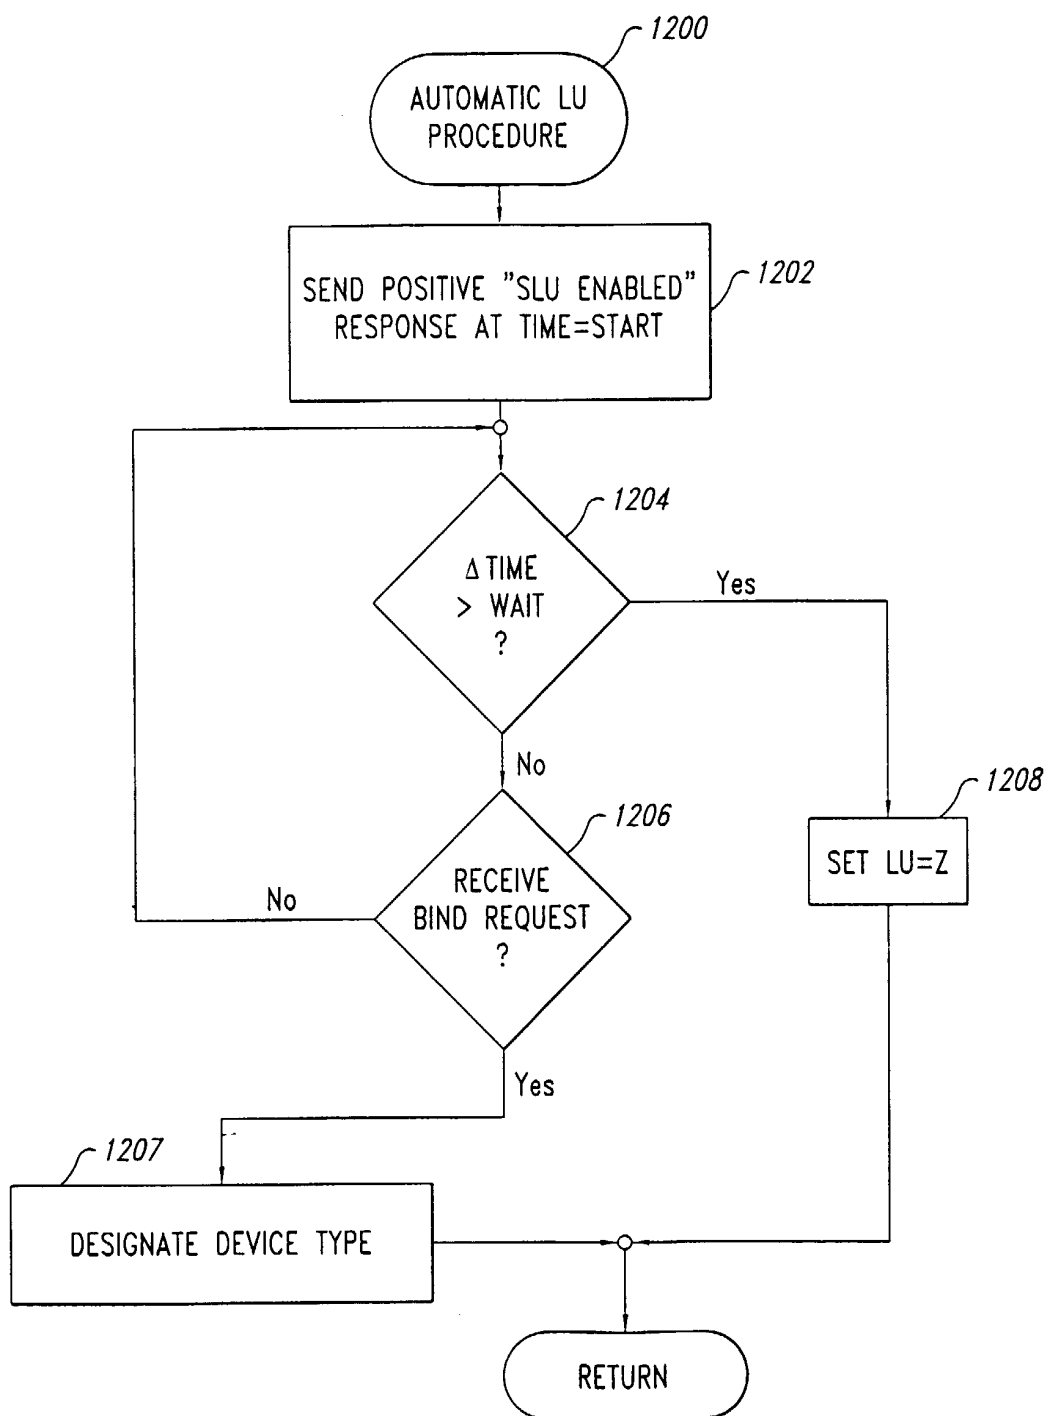 1200
AUTOMATIC LU
PROCEDURE
SEND POSITIVE "SLU ENABLED"
RESPONSE AT TIME=START
1202
1204
Δ TIME
> WAIT
?
Yes
No
1206
RECEIVE
BIND REQUEST
?
No
1208
SET LU=Z
Yes
1207
DESIGNATE DEVICE TYPE
RETURN